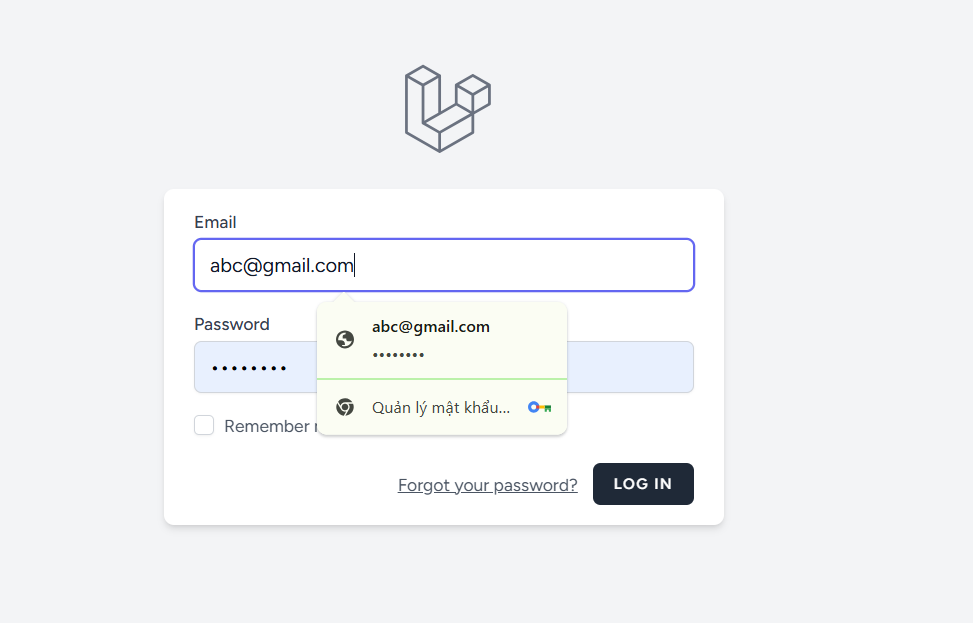 Email
abc@gmail.com
Password
abc@gmail.com
••••••••
••••••••
Quản lý mật khẩu...
Remember
Forgot your password?
LOG IN